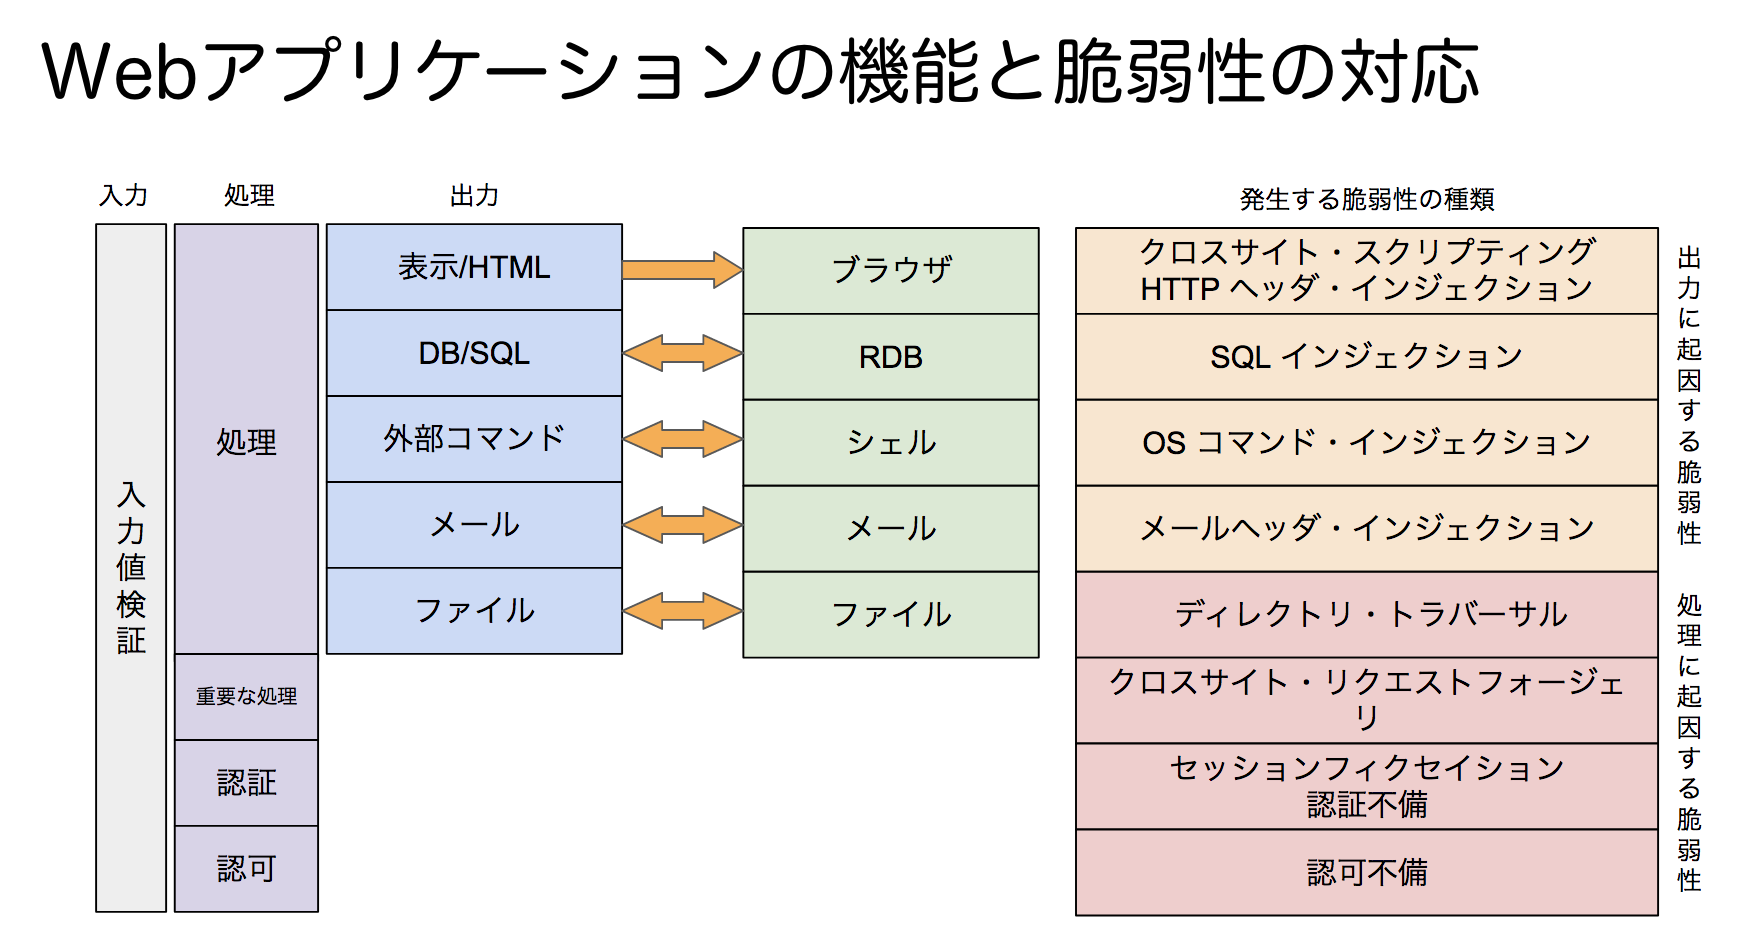 Webアプリケーションの機能と脆弱性の対応
入力
処理
出力
発生する脆弱性の種類
入力値検証
処理
重要な処理
認証
認可
表示/HTML
DB/SQL
外部コマンド
メール
ファイル
ブラウザ
RDB
シェル
メール
ファイル
クロスサイト・スクリプティング
HTTP ヘッダ・インジェクション
SQL インジェクション
OS コマンド・インジェクション
メールヘッダ・インジェクション
ディレクトリ・トラバーサル
クロスサイト・リクエストフォージェ
リ
セッションフィクセイション
認証不備
認可不備
出力に起因する脆弱性
処理に起因する脆弱性